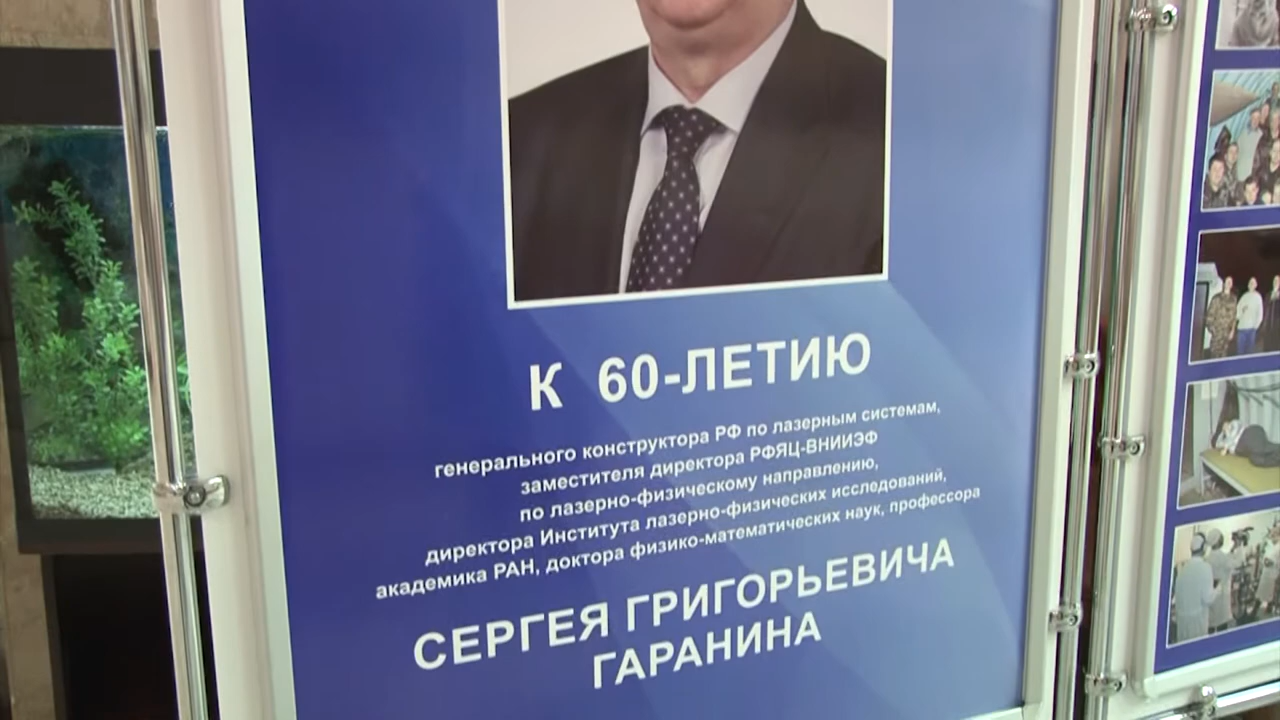 К 60-ЛЕТИЮ
генерального конструктора РФ по лазерным системам,
заместителя директора РФЯЦ-ВНИИЭФ
по лазерно-физическому направлению,
директора Института лазерно-физических исследований,
академика РАН, доктора физико-математических наук, профессора
СЕРГЕЯ ГРИГОРЬЕВИЧА
ГАРАНИНА